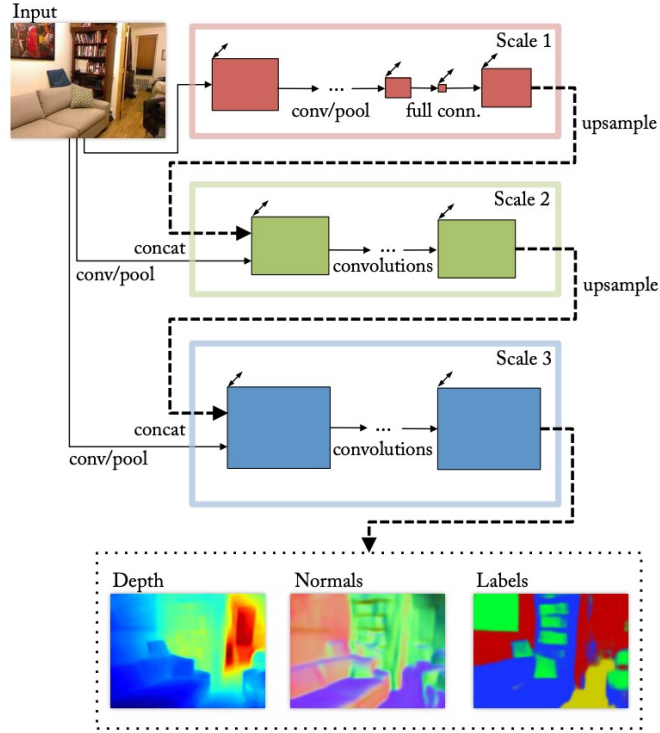 Input
Scale 1
...
conv/pool
full conn.
upsample
Scale 2
concat
...
convolutions
conv/pool
upsample
Scale 3
concat
...
convolutions
conv/pool
Depth
Normals
Labels